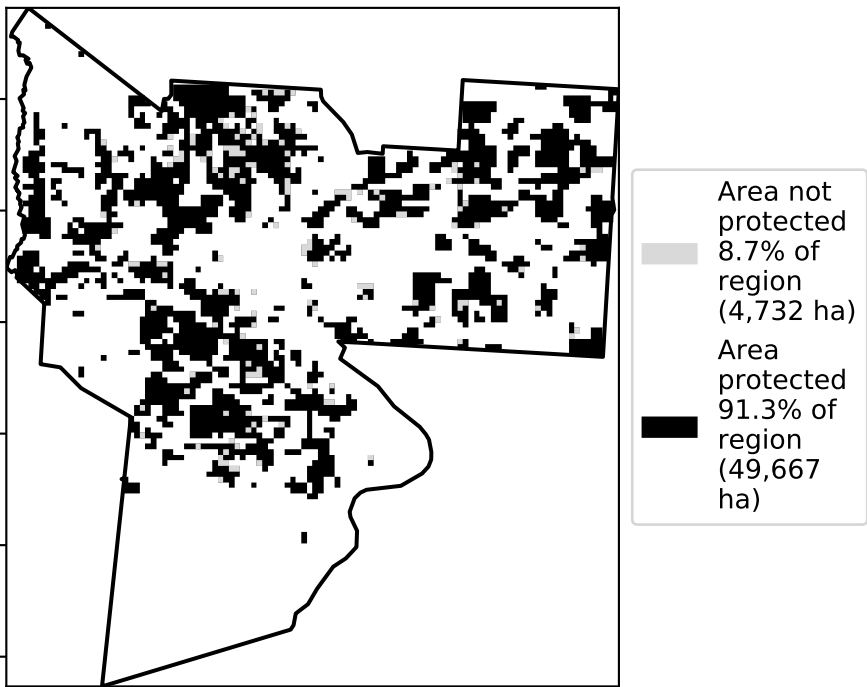 Area not
protected
8.7% of
region
(4,732 ha)
Area
protected
91.3% of
region
(49,667
ha)